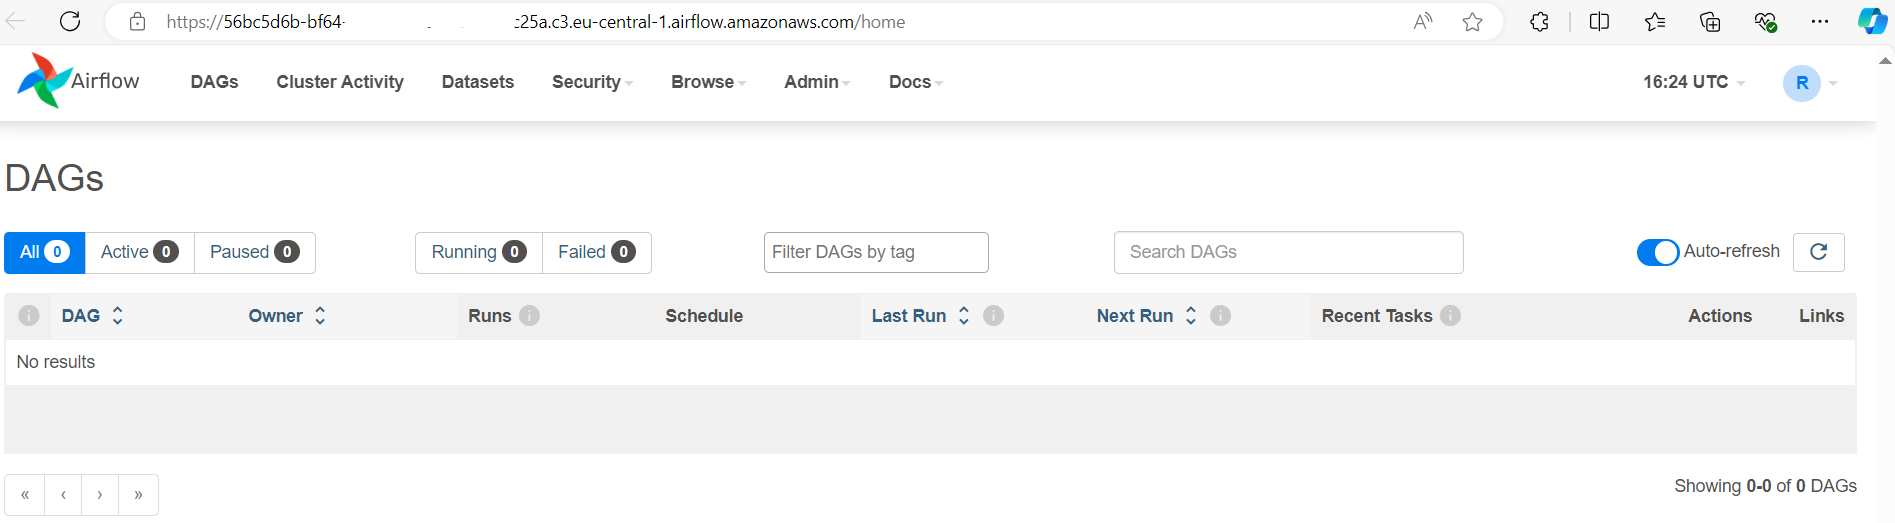 https://56bc5d6b-bf64- c25a.c3.eu-central-1.airflow.amazonaws.com/home
Airflow DAGs Cluster Activity Datasets Security Browse Admin Docs 16:24 UTC R
DAGs
All 0 Active 0 Paused 0 Running 0 Failed 0 Filter DAGs by tag Search DAGs Auto-refresh
DAG Owner Runs Schedule Last Run Next Run Recent Tasks Actions Links
No results
« ‹ › » Showing 0-0 of 0 DAGs